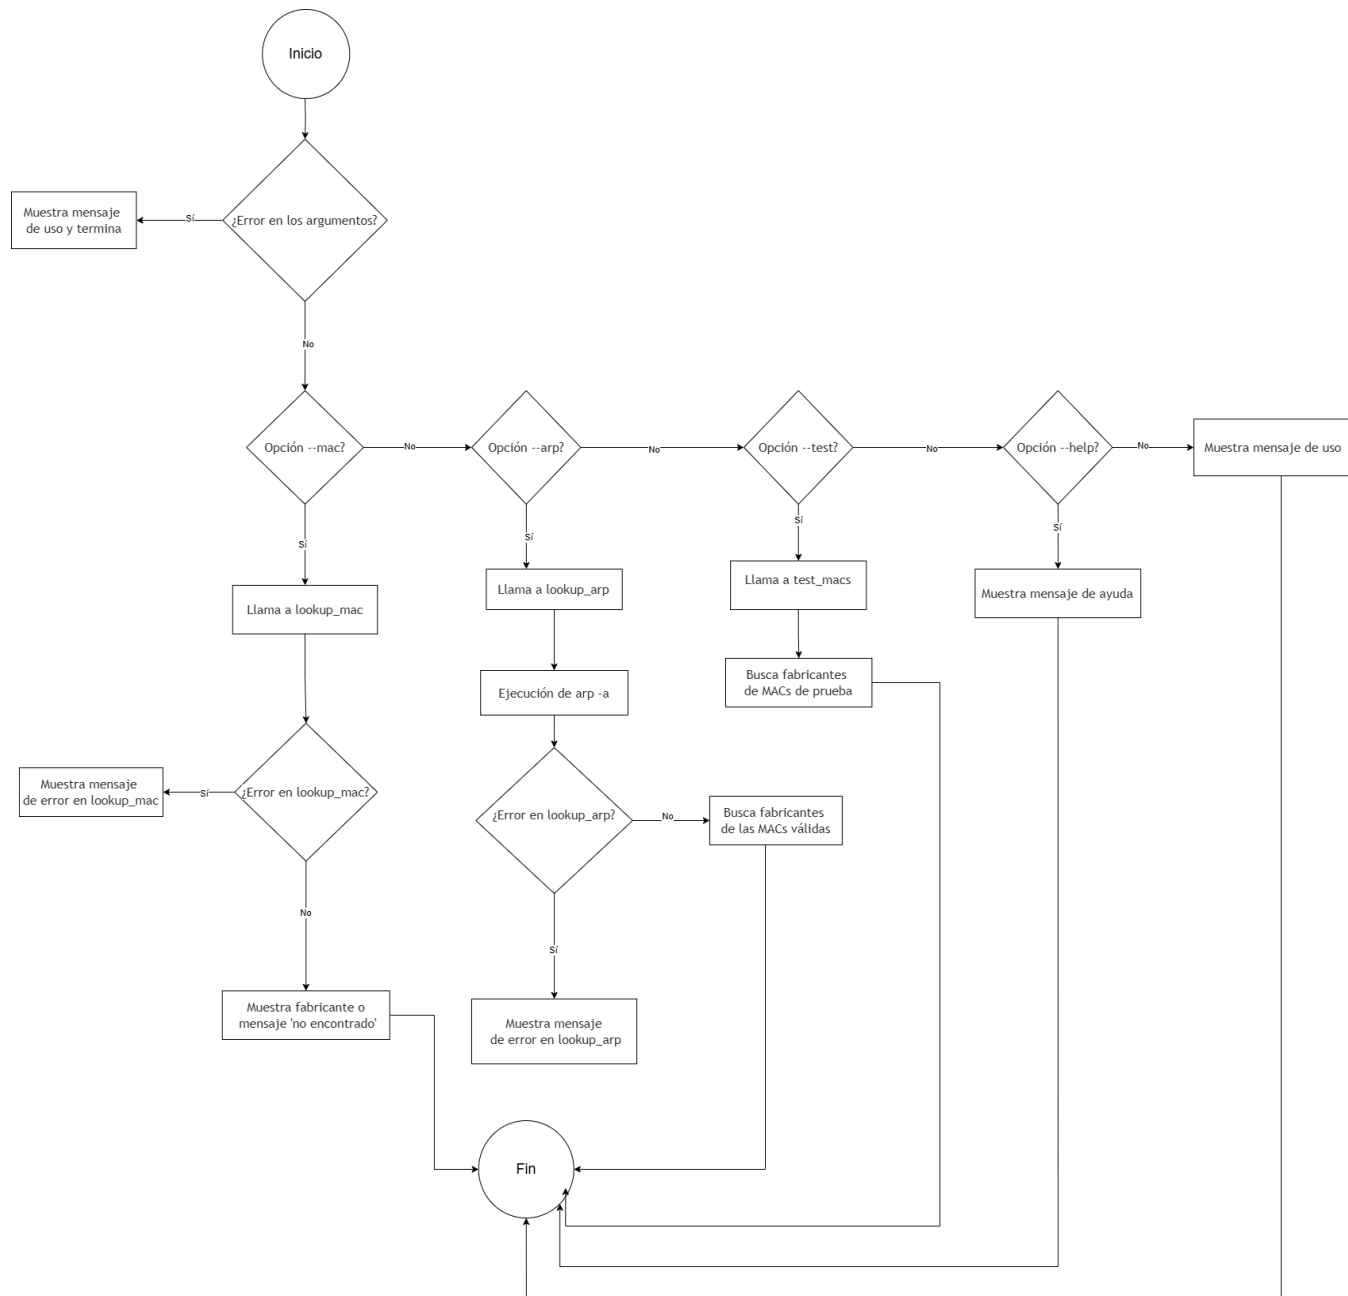 Inicio
¿Error en los argumentos?
Sí
Muestra mensaje
de uso y termina
No
Opción --mac?
No
Opción --arp?
No
Opción --test?
No
Opción --help?
No
Muestra mensaje de uso
Sí
Sí
Sí
Sí
Llama a lookup_mac
Llama a lookup_arp
Llama a test_macs
Muestra mensaje de ayuda
Ejecución de arp -a
Busca fabricantes
de MACs de prueba
¿Error en lookup_mac?
Sí
Muestra mensaje
de error en lookup_mac
¿Error en lookup_arp?
No
Busca fabricantes
de las MACs válidas
No
Sí
Muestra fabricante o
mensaje 'no encontrado'
Muestra mensaje
de error en lookup_arp
Fin